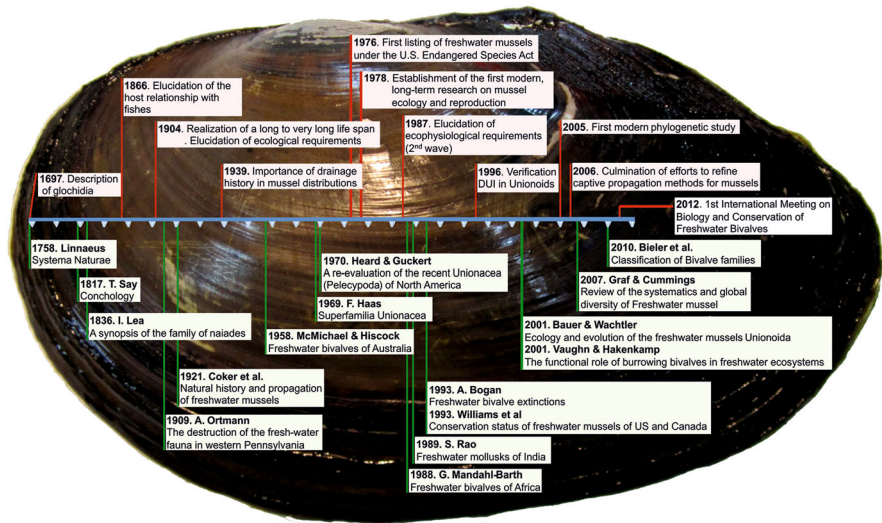 1976. First listing of freshwater mussels
under the U.S. Endangered Species Act
1866. Elucidation of the
host relationship with
fishes
1978. Establishment of the first modern,
long-term research on mussel
ecology and reproduction
1904. Realization of a long to very long life span
. Elucidation of ecological requirements
1987. Elucidation of
ecophysiological requirements
(2nd wave)
2005. First modern phylogenetic study
1697. Description
of glochidia
1939. Importance of drainage
history in mussel distributions
1996. Verification
DUI in Unionoids
2006. Culmination of efforts to refine
captive propagation methods for mussels
2012. 1st International Meeting on
Biology and Conservation of
Freshwater Bivalves
1758. Linnaeus
Systema Naturae
1817. T. Say
Conchology
1836. I. Lea
A synopsis of the family of naiades
1970. Heard & Guckert
A re-evaluation of the recent Unionacea
(Pelecypoda) of North America
1969. F. Haas
Superfamilia Unionacea
1958. McMichael & Hiscock
Freshwater bivalves of Australia
2010. Bieler et al.
Classification of Bivalve families
2007. Graf & Cummings
Review of the systematics and global
diversity of Freshwater mussel
2001. Bauer & Wachtler
Ecology and evolution of the freshwater mussels Unionoida
2001. Vaughn & Hakenkamp
The functional role of burrowing bivalves in freshwater ecosystems
1921. Coker et al.
Natural history and propagation
of freshwater mussels
1909. A. Ortmann
The destruction of the fresh-water
fauna in western Pennsylvania
1993. A. Bogan
Freshwater bivalve extinctions
1993. Williams et al
Conservation status of freshwater mussels of US and Canada
1989. S. Rao
Freshwater mollusks of India
1988. G. Mandahl-Barth
Freshwater bivalves of Africa